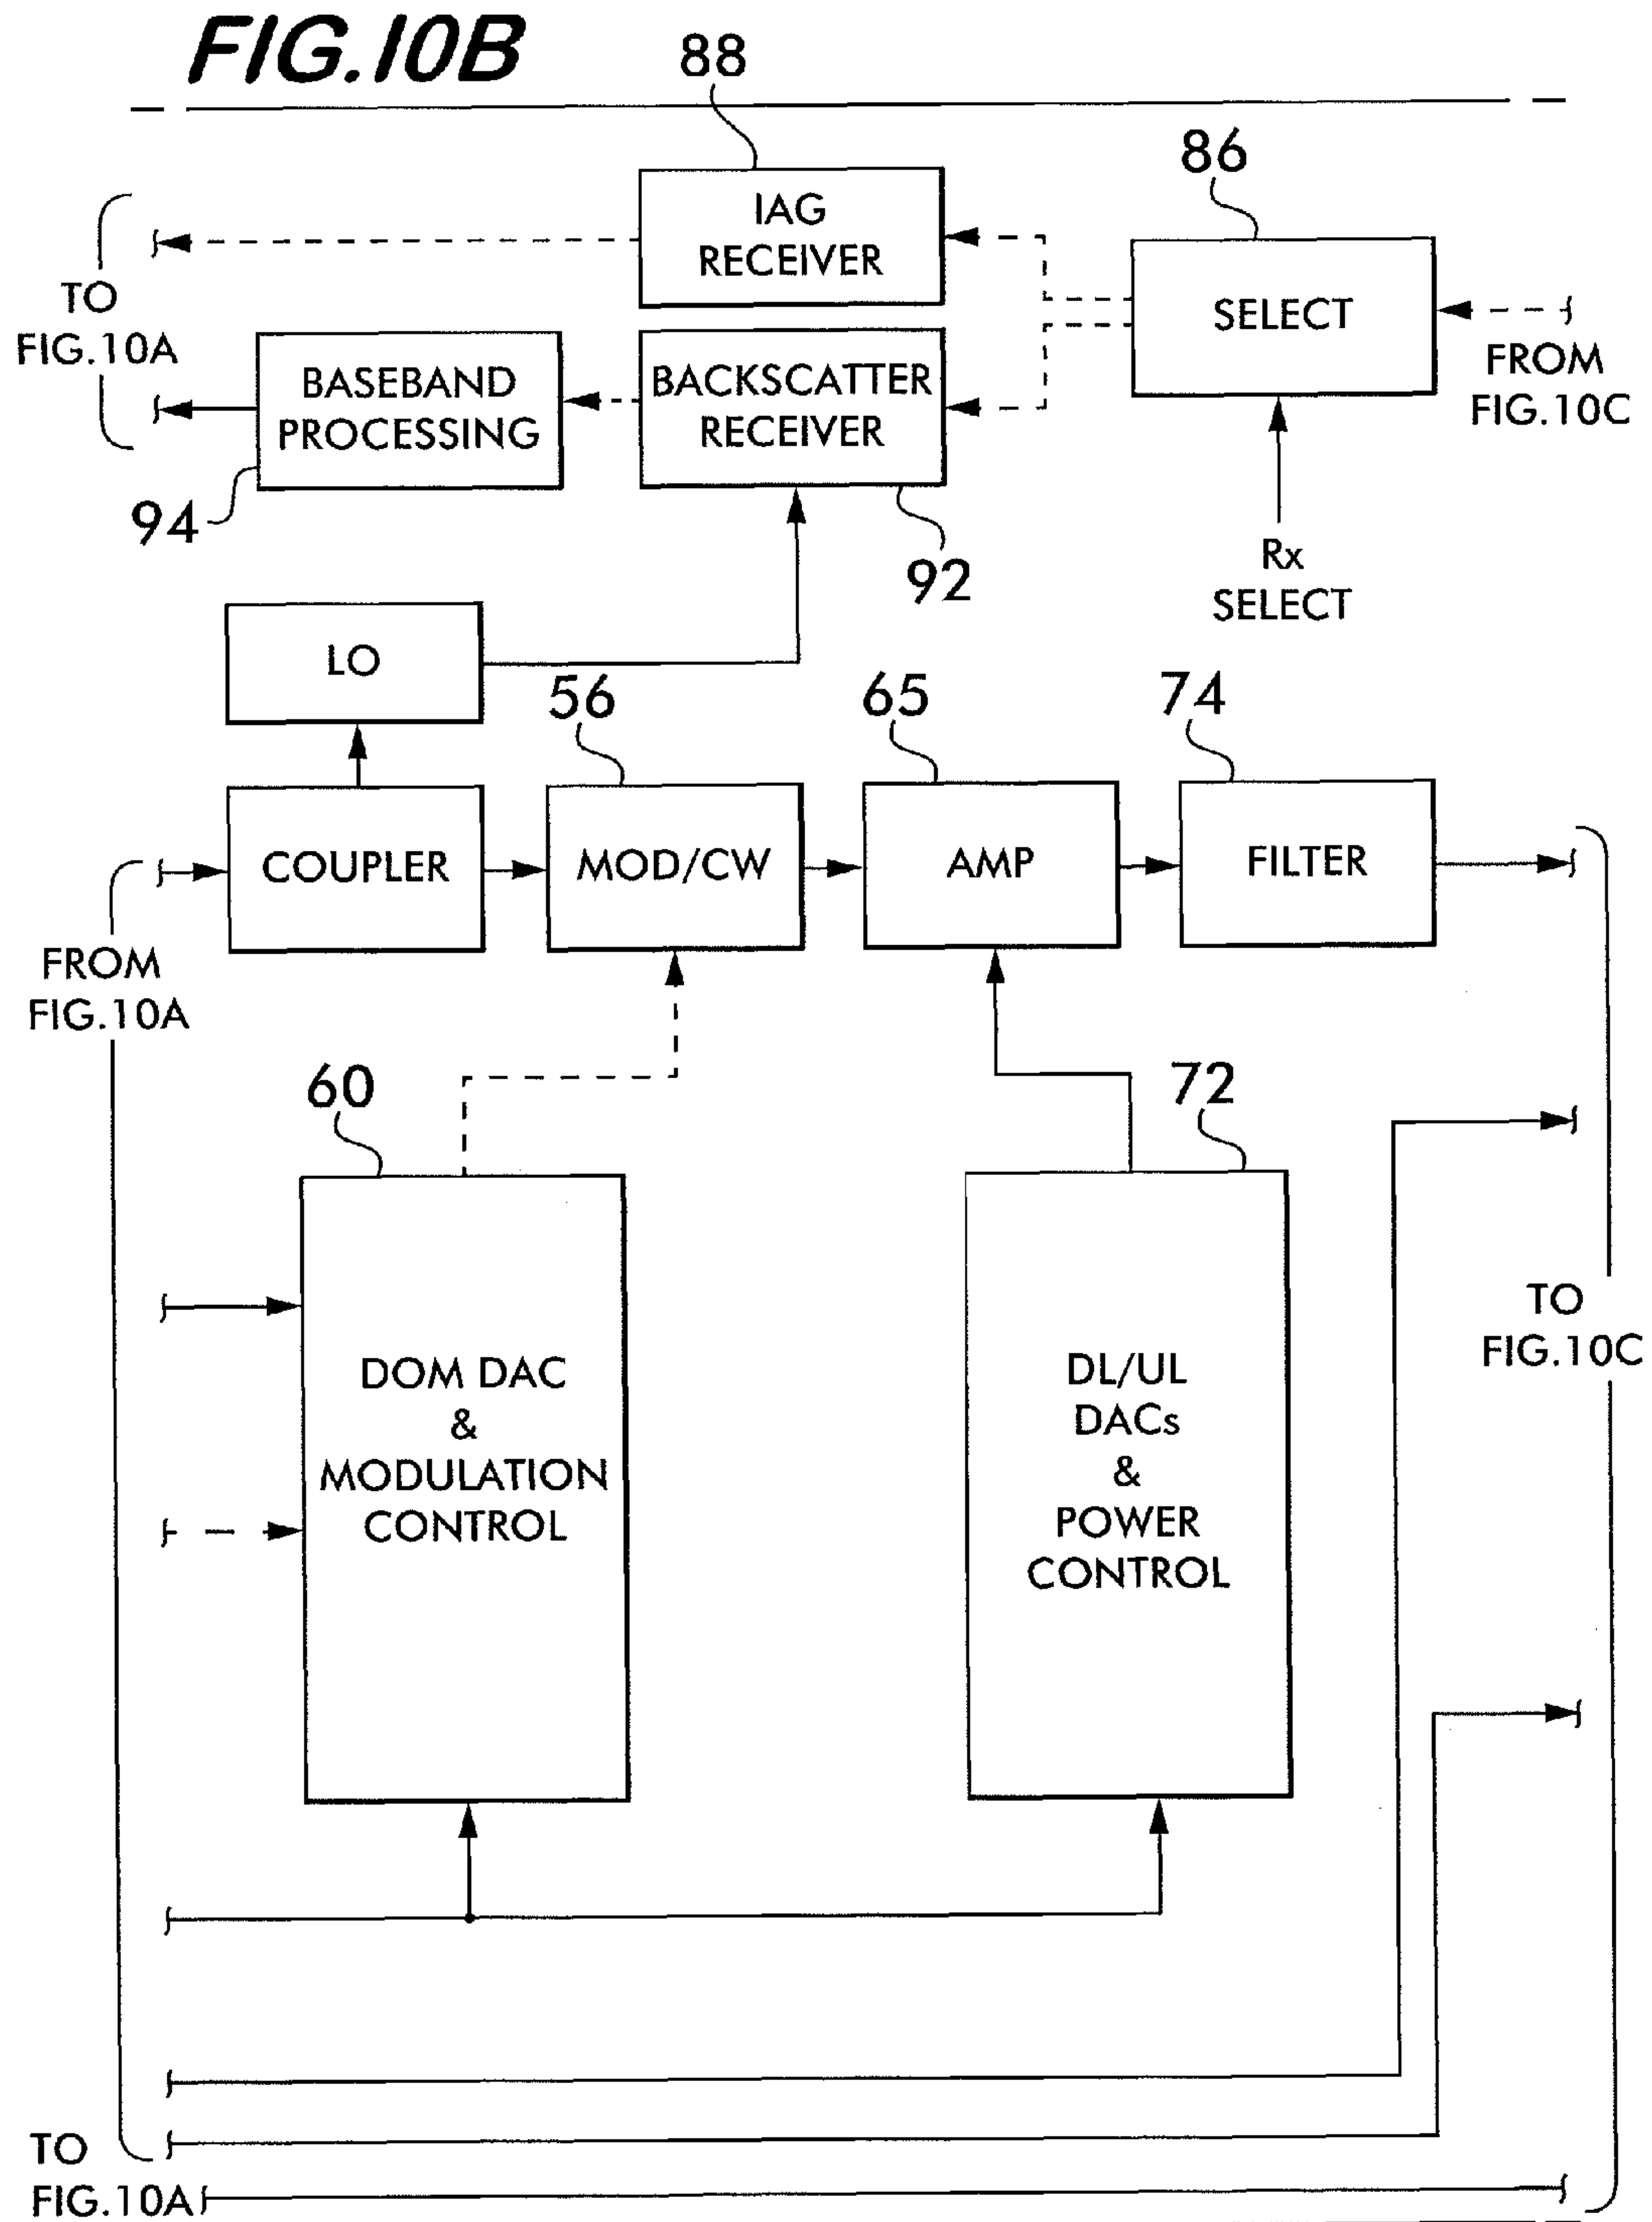 FIG.10B
88
86
IAG
RECEIVER
SELECT
TO
FIG.10A
BASEBAND
PROCESSING
BACKSCATTER
RECEIVER
FROM
FIG.10C
94
92
Rx
SELECT
LO
56
65
74
COUPLER
MOD/CW
AMP
FILTER
FROM
FIG.10A
60
72
DOM DAC
&
MODULATION
CONTROL
DL/UL
DACs
&
POWER
CONTROL
TO
FIG.10C
TO
FIG.10A